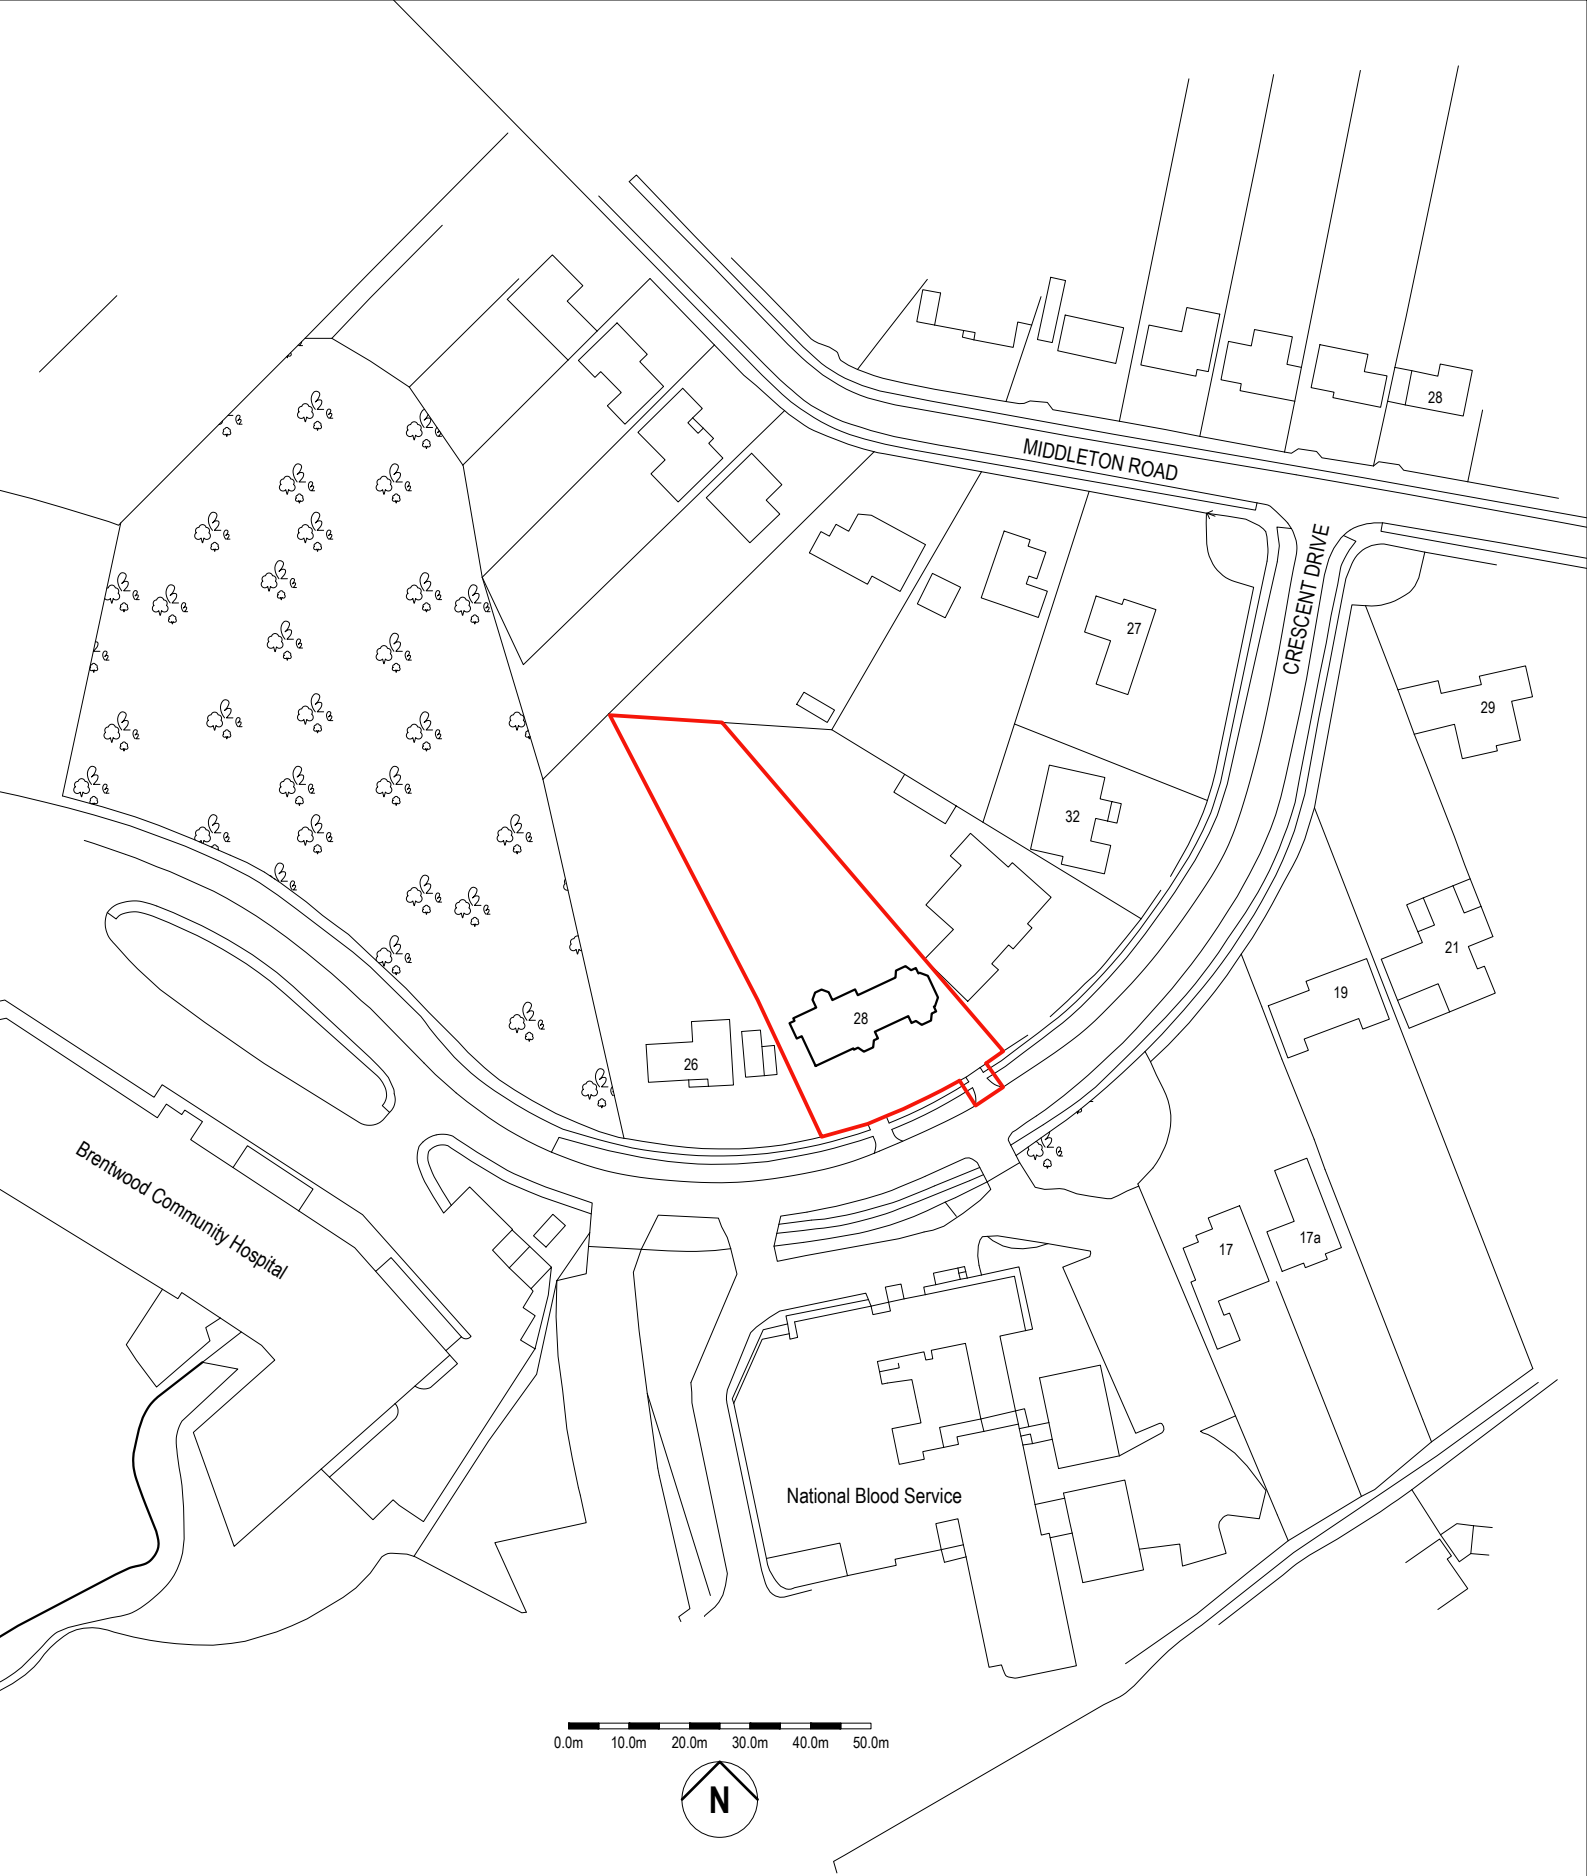 28
MIDDLETON ROAD
CRESCENT DRIVE
27
29
32
21
19
28
26
Brentwood Community Hospital
17
17a
National Blood Service
0.0m 10.0m 20.0m 30.0m 40.0m 50.0m
N